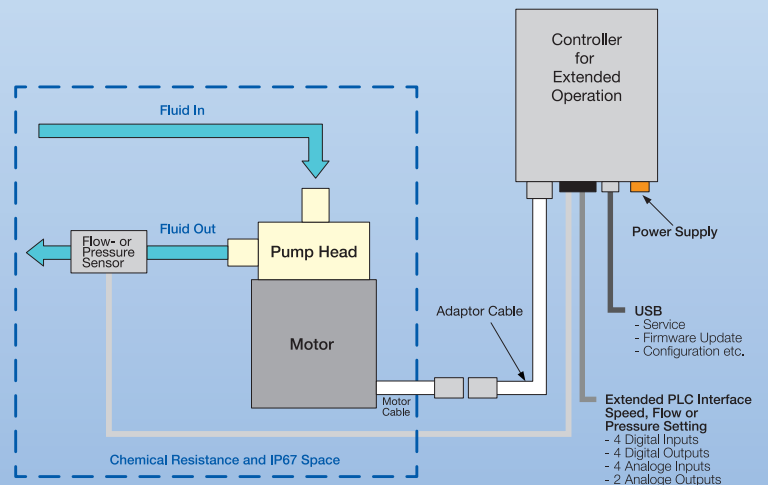 Controller
for
Extended
Operation
Fluid In
Fluid Out
Flow- or
Pressure
Sensor
Pump Head
Motor
Motor
Cable
Adaptor Cable
Power Supply
USB
- Service
- Firmware Update
- Configuration etc.
Extended PLC Interface
Speed, Flow or
Pressure Setting
- 4 Digital Inputs
- 4 Digital Outputs
- 4 Analoge Inputs
- 2 Analoge Outputs
Chemical Resistance and IP67 Space